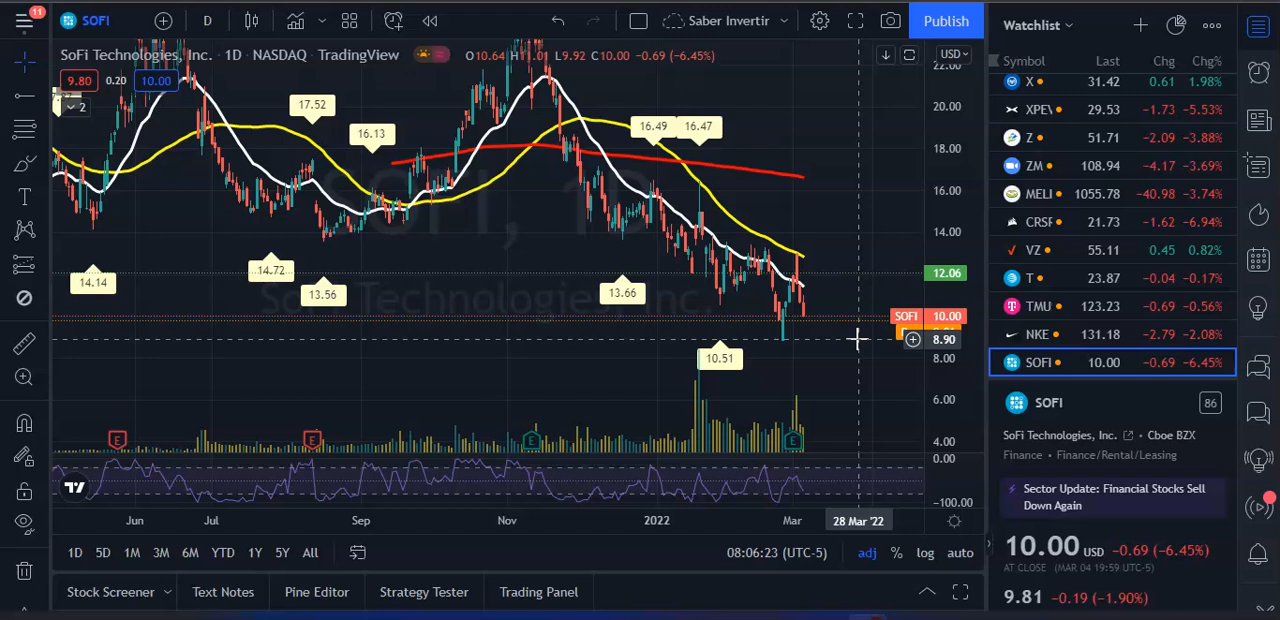 11
SOFI
D
Saber Invertir
Publish
SoFi Technologies, Inc. · 1D · NASDAQ · TradingView
O10.64 H11.01 L9.92 C10.00 -0.69 (-6.45%)
USD
9.80 0.20 10.00
2
22.00
20.00
18.00
16.00
14.00
12.06
SOFI 10.00
8.90
8.00
6.00
4.00
0.00
-100.00
17.52
16.13
16.49
16.47
14.14
14.72
13.56
13.66
10.51
SOFI, 1D
SoFi Technologies, Inc.
E
E
E
E
Jun
Jul
Sep
Nov
2022
Mar
28 Mar '22
1D 5D 1M 3M 6M YTD 1Y 5Y All
08:06:23 (UTC-5)
adj % log auto
Stock Screener
Text Notes
Pine Editor
Strategy Tester
Trading Panel
Watchlist
Symbol Last Chg Chg%
X 31.42 0.61 1.98%
XPEV 29.53 -1.73 -5.53%
Z 51.71 -2.09 -3.88%
ZM 108.94 -4.17 -3.69%
MELI 1055.78 -40.98 -3.74%
CRSP 21.73 -1.62 -6.94%
VZ 55.11 0.45 0.82%
T 23.87 -0.04 -0.17%
TMU 123.23 -0.69 -0.56%
NKE 131.18 -2.79 -2.08%
SOFI 10.00 -0.69 -6.45%
SOFI
86
SoFi Technologies, Inc. • Cboe BZX
Finance • Finance/Rental/Leasing
Sector Update: Financial Stocks Sell
Down Again
10.00 USD -0.69 (-6.45%)
AT CLOSE (MAR 04 19:59 UTC-5)
9.81 -0.19 (-1.90%)